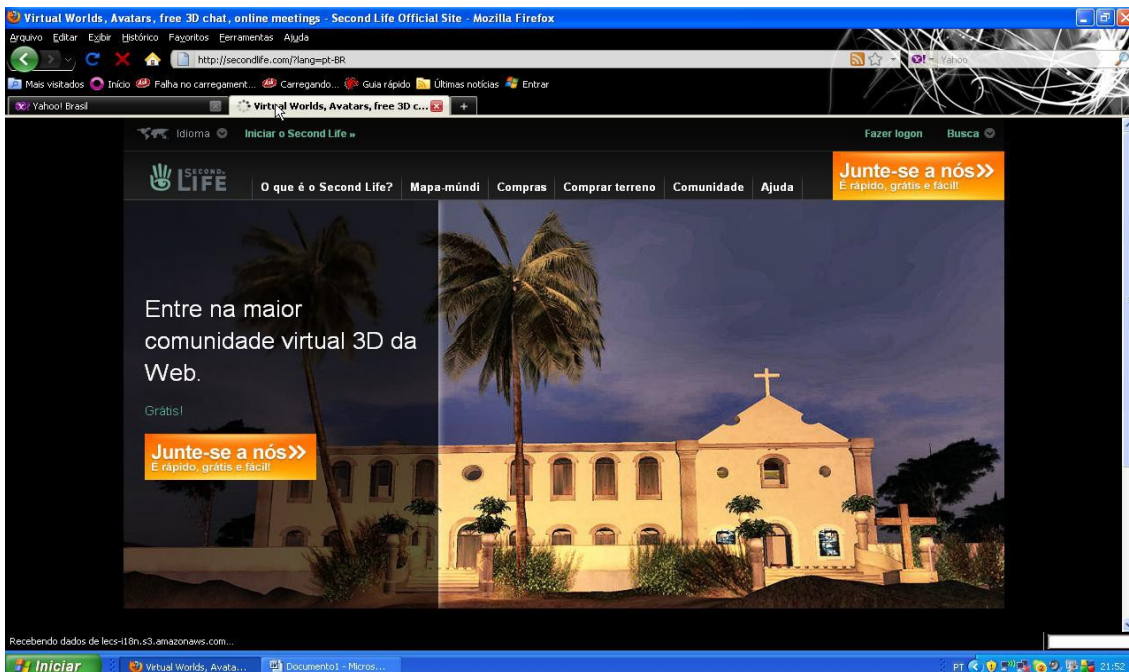 Virtual Worlds, Avatars, free 3D chat, online meetings - Second Life Official Site - Mozilla Firefox
Arquivo Editar Exibir Histórico Favoritos Ferramentas Ajuda
http://secondlife.com/?lang=pt-BR
Yahoo
Mais visitados Início Falha no carregament... Carregando... Guia rápido Últimas notícias Entrar
Yahoo! Brasil
Virtual Worlds, Avatars, free 3D c...
Idioma Iniciar o Second Life »
Fazer logon Busca
SECOND LIFE
O que é o Second Life? Mapa-múndi Compras Comprar terreno Comunidade Ajuda
Junte-se a nós>>
É rápido, grátis e fácil!
Entre na maior
comunidade virtual 3D da
Web.
Grátis!
Junte-se a nós>>
É rápido, grátis e fácil!
Recebendo dados de lecs-i18n.s3.amazonaws.com...
Iniciar
Virtual Worlds, Avata...
Documento1 - Micros...
PT 21:52